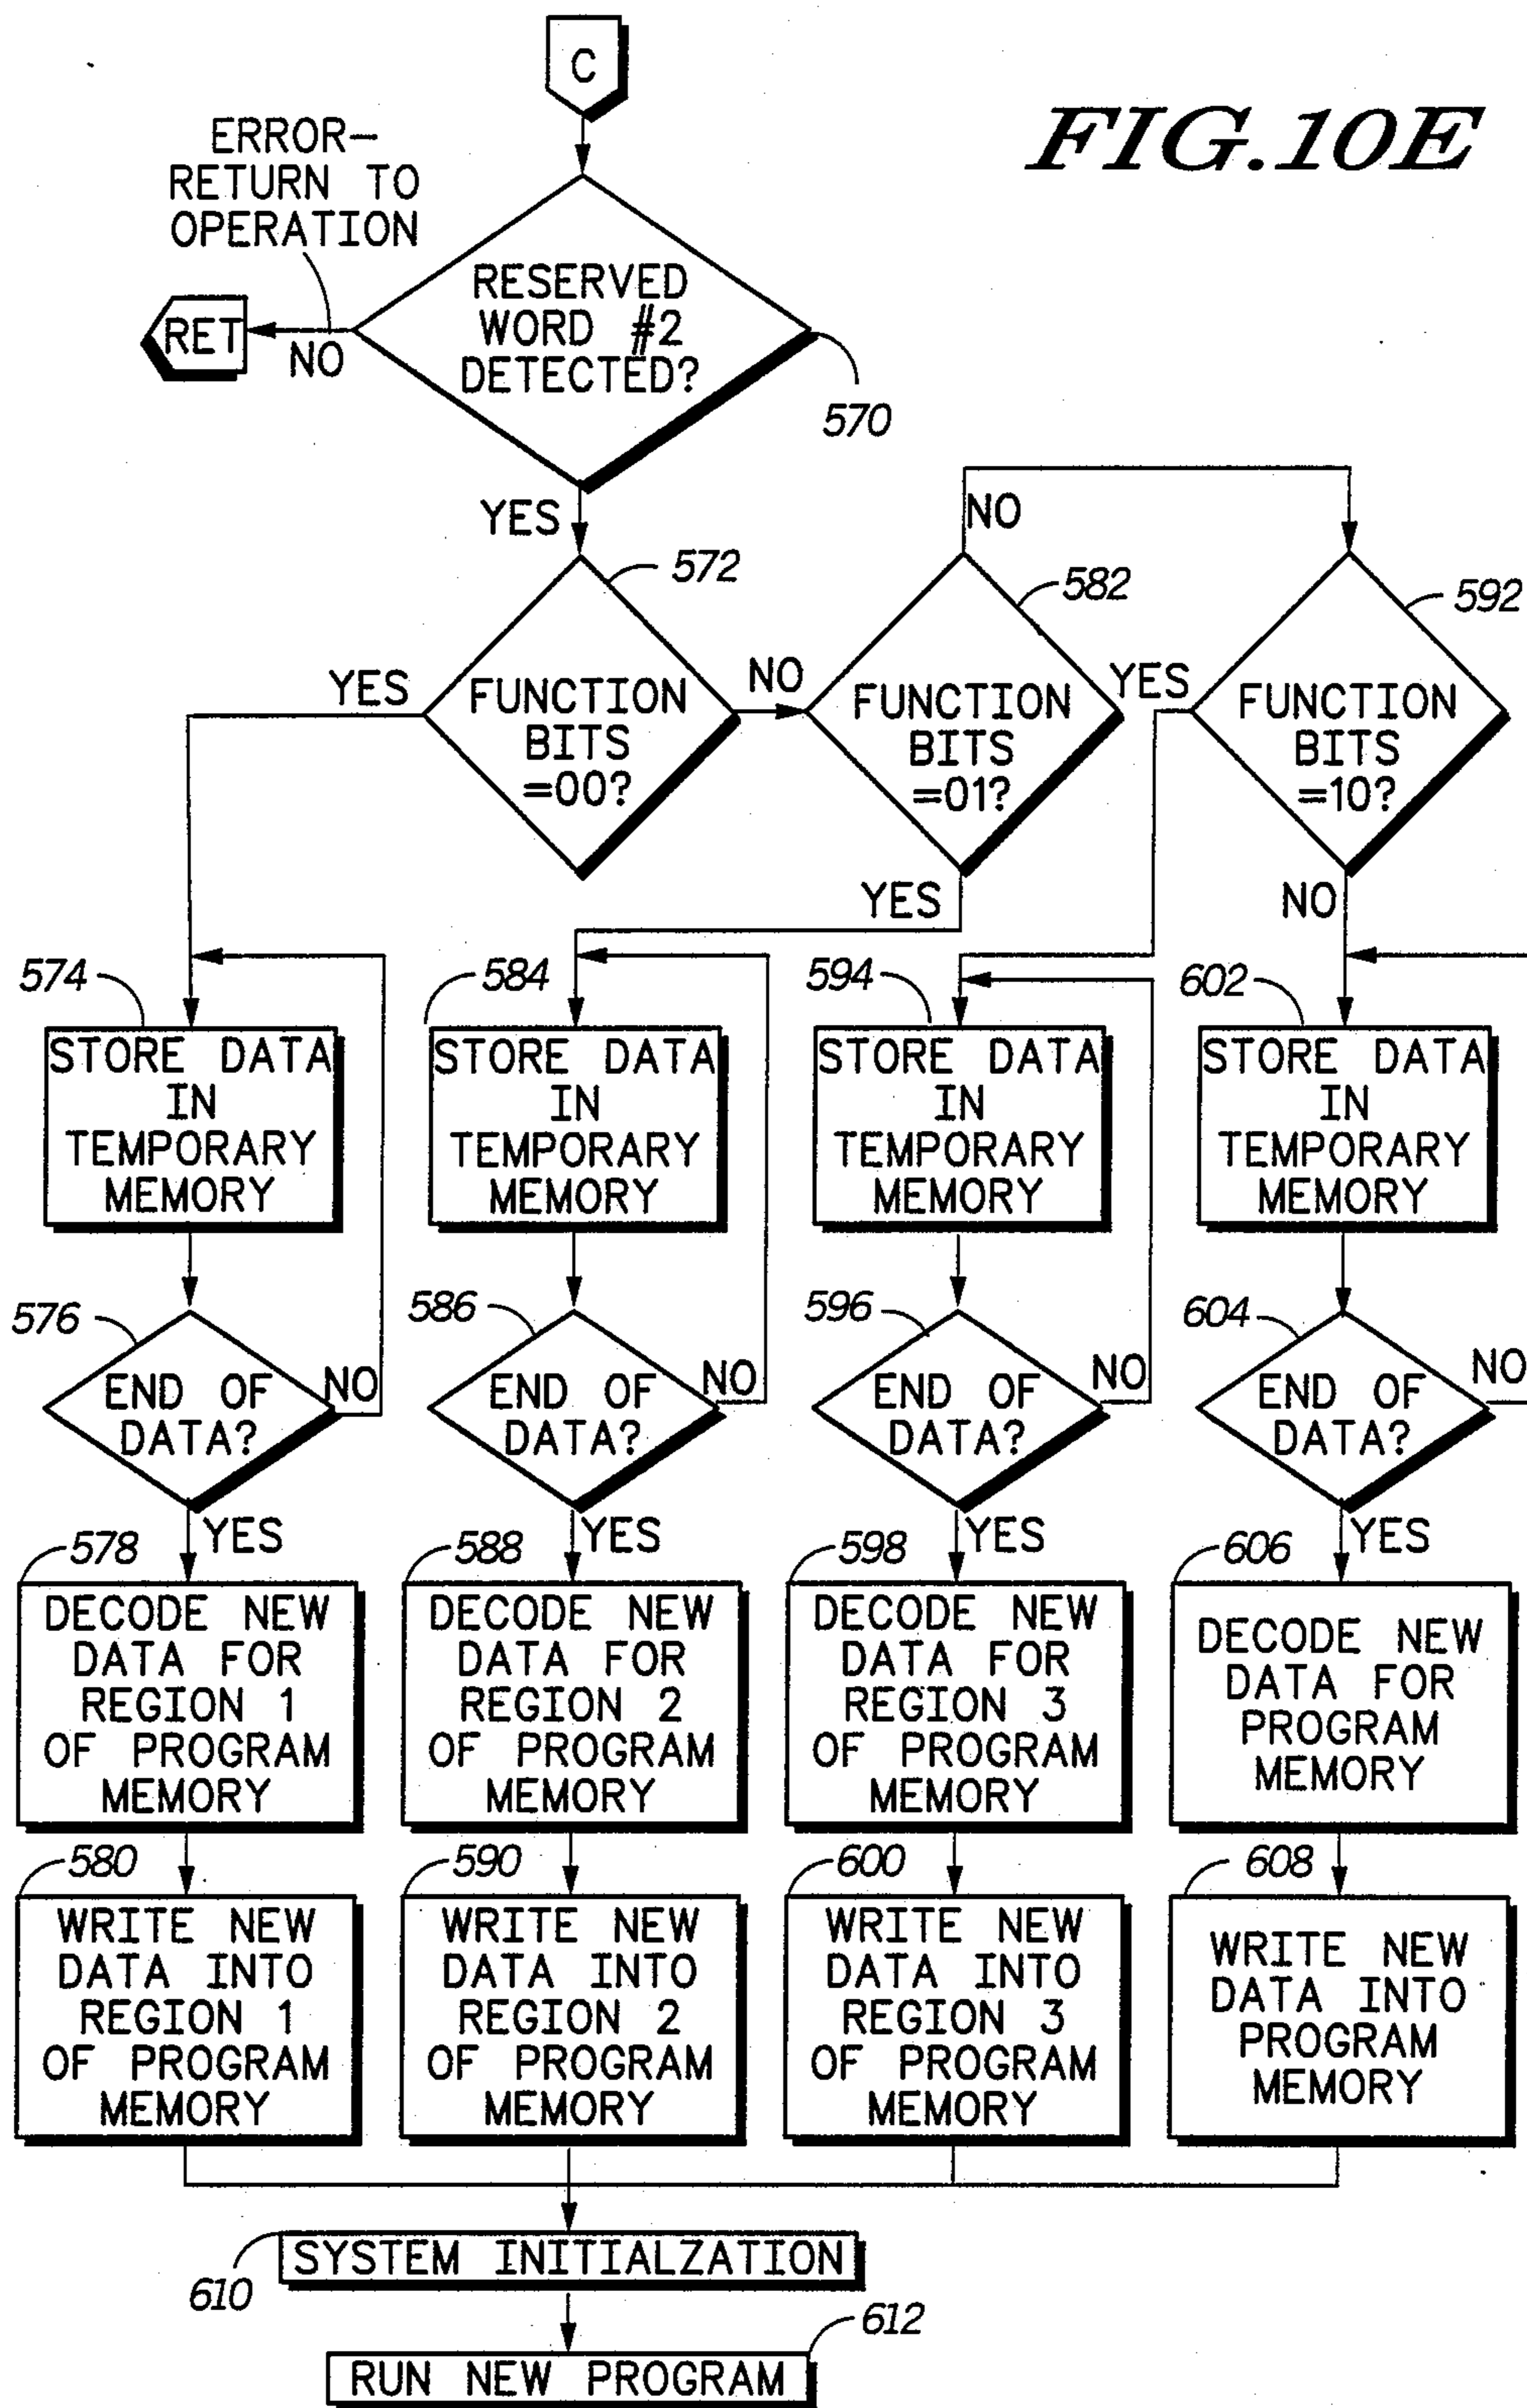 C
FIG.10E
ERROR-
RETURN TO
OPERATION
RESERVED
WORD #2
DETECTED?
RET
NO
570
YES
NO
572
582
592
YES
NO
YES
FUNCTION
BITS
=00?
FUNCTION
BITS
=01?
FUNCTION
BITS
=10?
YES
NO
574
584
594
602
STORE DATA
IN
TEMPORARY
MEMORY
STORE DATA
IN
TEMPORARY
MEMORY
STORE DATA
IN
TEMPORARY
MEMORY
STORE DATA
IN
TEMPORARY
MEMORY
576
586
596
604
END OF
DATA?
NO
END OF
DATA?
NO
END OF
DATA?
NO
END OF
DATA?
NO
YES
YES
YES
YES
578
588
598
606
DECODE NEW
DATA FOR
REGION 1
OF PROGRAM
MEMORY
DECODE NEW
DATA FOR
REGION 2
OF PROGRAM
MEMORY
DECODE NEW
DATA FOR
REGION 3
OF PROGRAM
MEMORY
DECODE NEW
DATA FOR
PROGRAM
MEMORY
580
590
600
608
WRITE NEW
DATA INTO
REGION 1
OF PROGRAM
MEMORY
WRITE NEW
DATA INTO
REGION 2
OF PROGRAM
MEMORY
WRITE NEW
DATA INTO
REGION 3
OF PROGRAM
MEMORY
WRITE NEW
DATA INTO
PROGRAM
MEMORY
SYSTEM INITIALZATION
610
612
RUN NEW PROGRAM